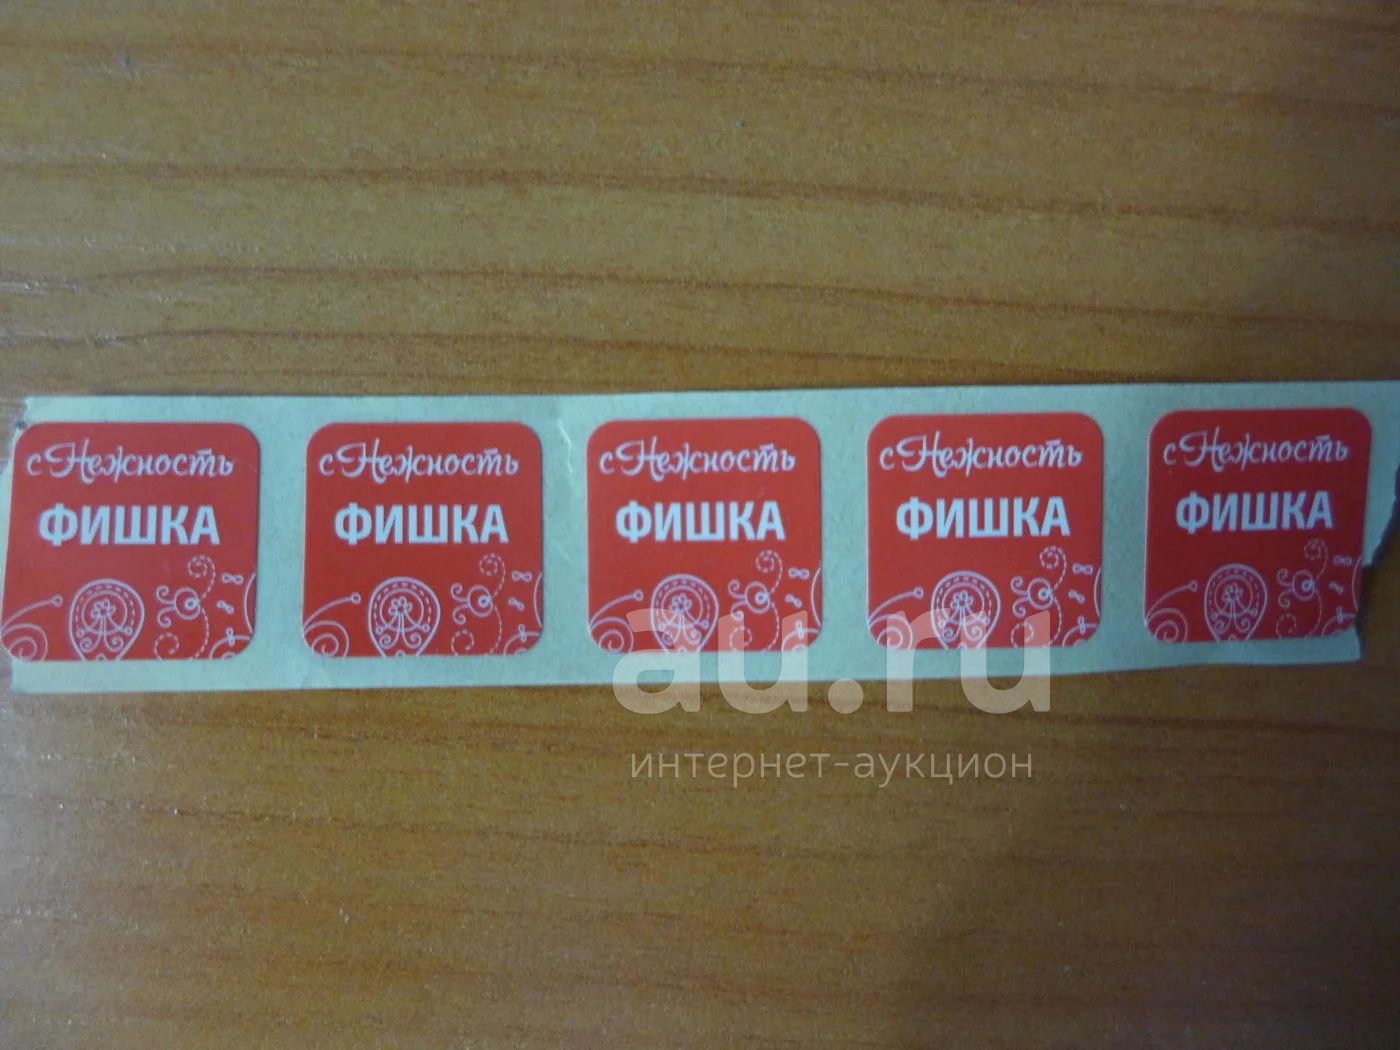 с Нежность
ФИШКА
с Нежность
ФИШКА
с Нежность
ФИШКА
с Нежность
ФИШКА
с Нежность
ФИШКА
au.ru
интернет-аукцион